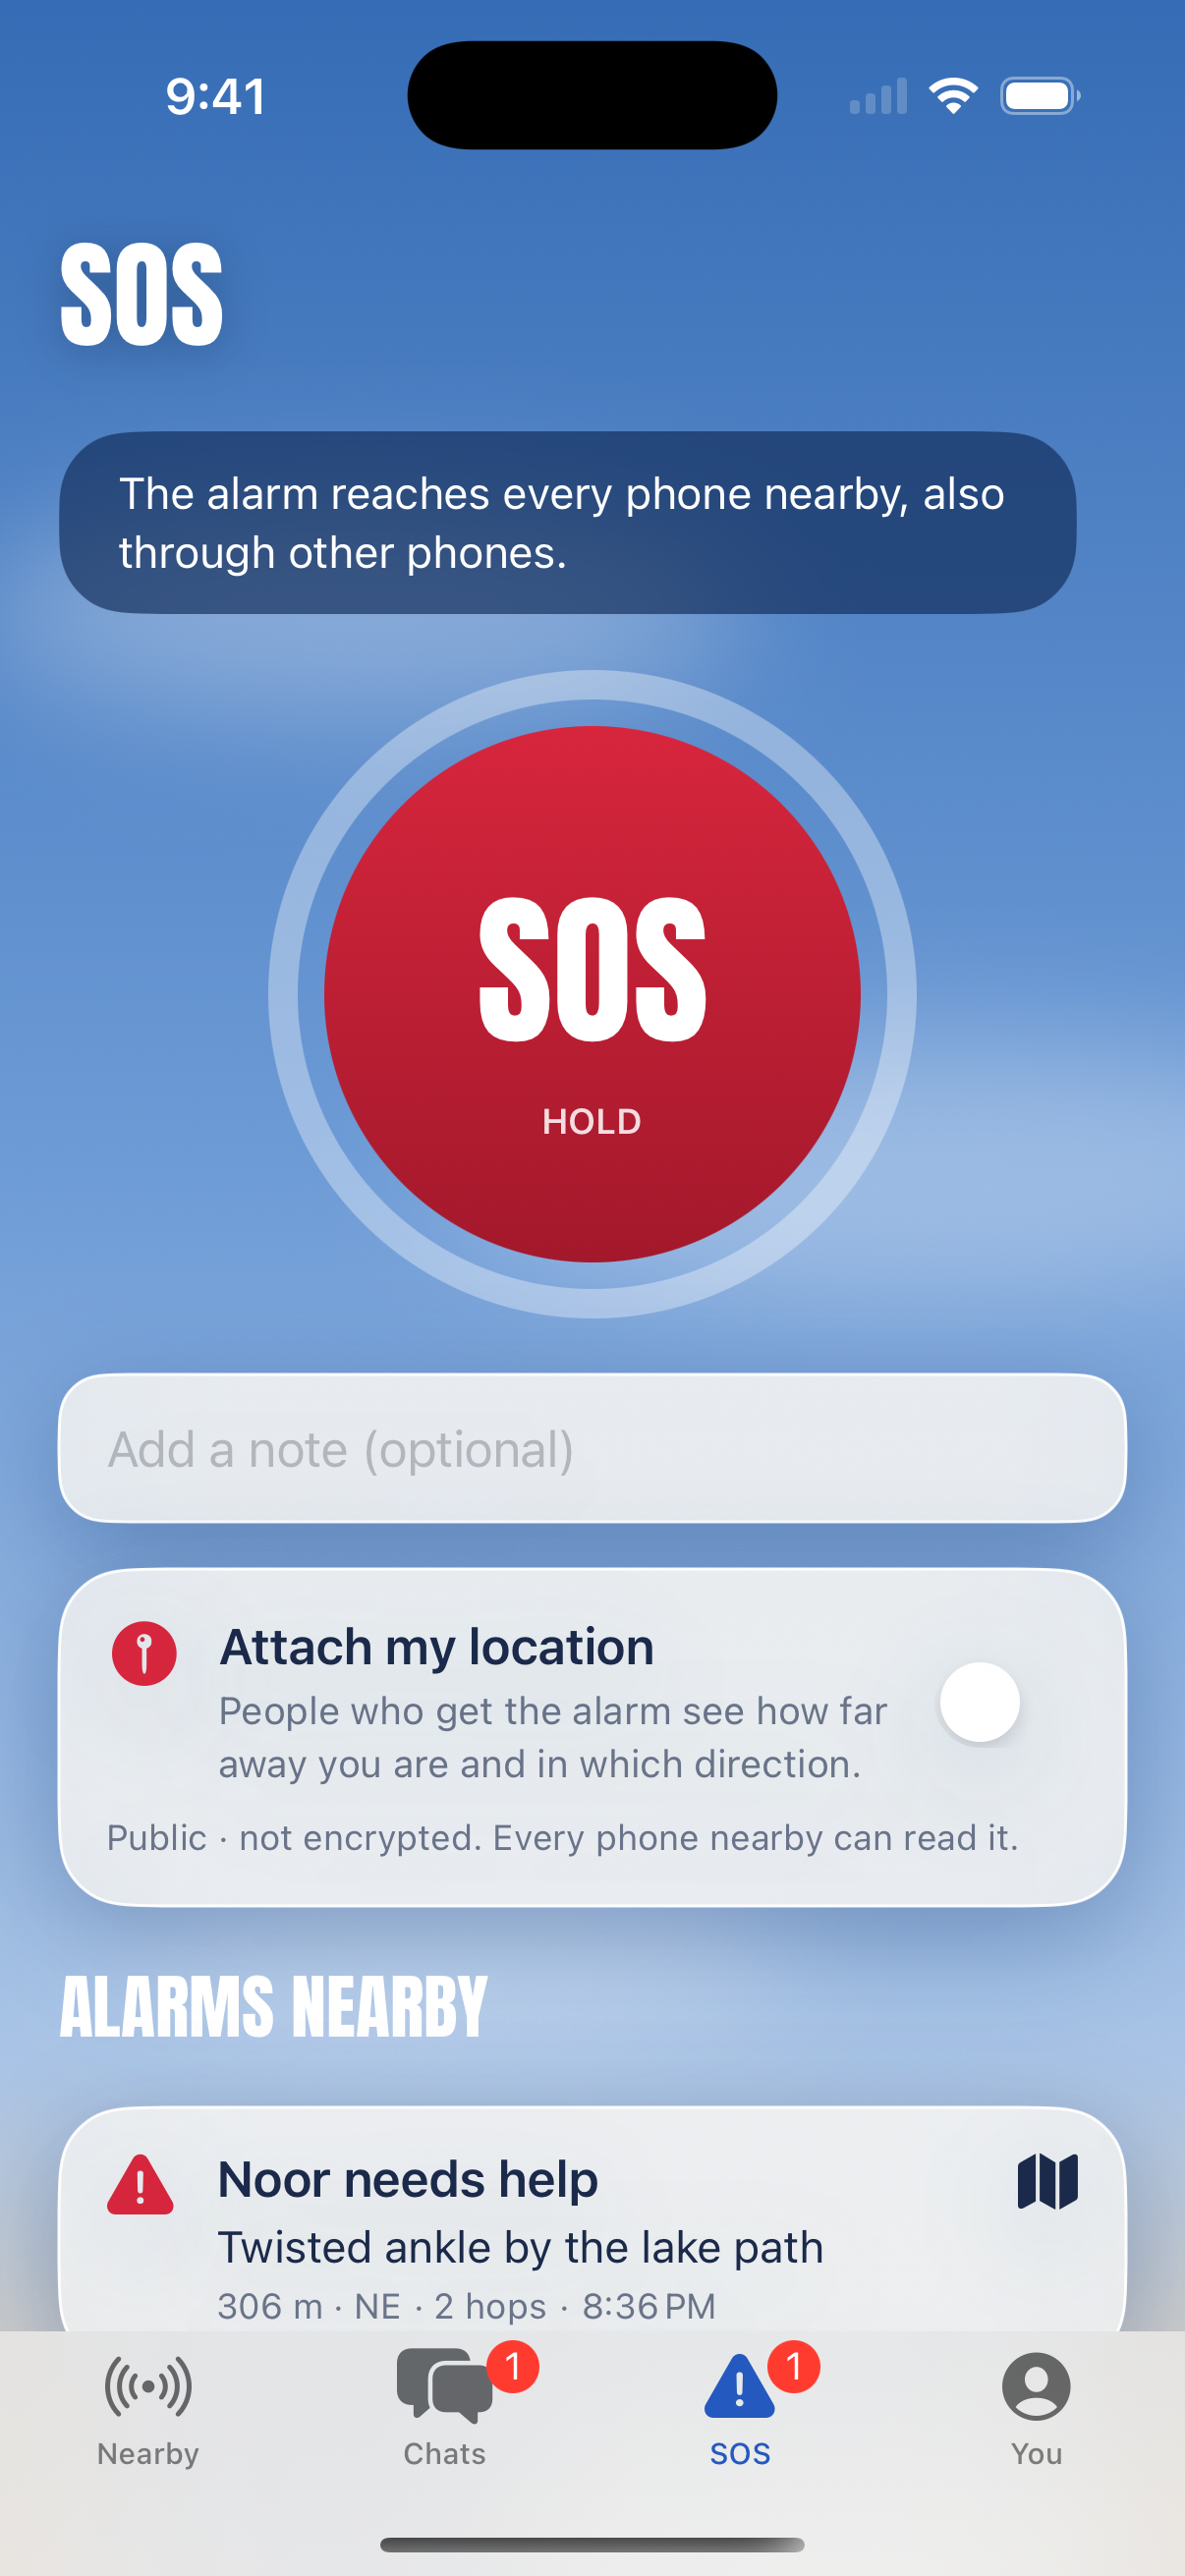 9:41
SOS
The alarm reaches every phone nearby, also
through other phones.
SOS
HOLD
Add a note (optional)
Attach my location
People who get the alarm see how far
away you are and in which direction.
Public · not encrypted. Every phone nearby can read it.
ALARMS NEARBY
Noor needs help
Twisted ankle by the lake path
306 m · NE · 2 hops · 8:36 PM
1
1
Nearby
Chats
SOS
You